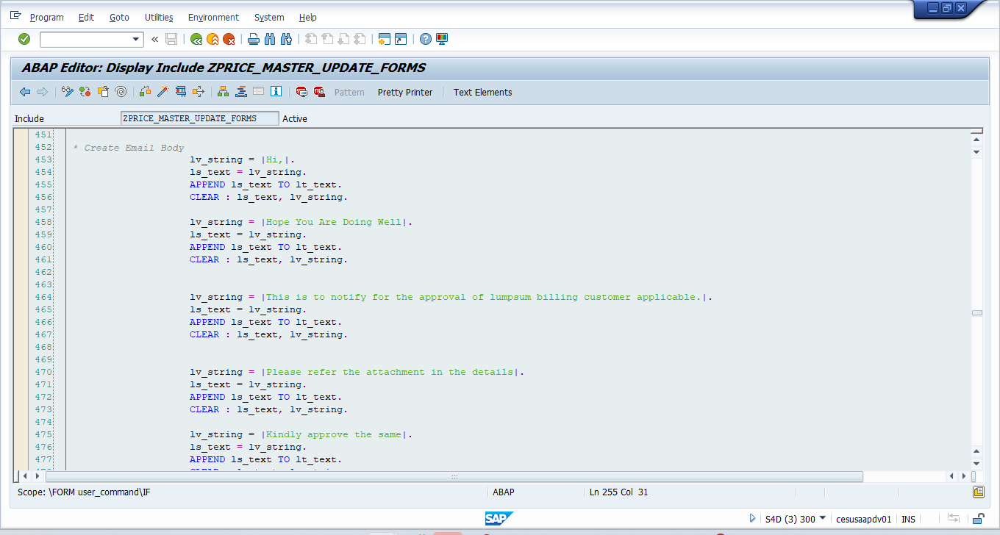 Program Edit Goto Utilities Environment System Help
ABAP Editor: Display Include ZPRICE_MASTER_UPDATE_FORMS
Pattern Pretty Printer Text Elements
Include ZPRICE_MASTER_UPDATE_FORMS Active
451
452 * Create Email Body
453 lv_string = |Hi,|.
454 ls_text = lv_string.
455 APPEND ls_text TO lt_text.
456 CLEAR : ls_text, lv_string.
457
458 lv_string = |Hope You Are Doing Well|.
459 ls_text = lv_string.
460 APPEND ls_text TO lt_text.
461 CLEAR : ls_text, lv_string.
462
463
464 lv_string = |This is to notify for the approval of lumpsum billing customer applicable.|.
465 ls_text = lv_string.
466 APPEND ls_text TO lt_text.
467 CLEAR : ls_text, lv_string.
468
469
470 lv_string = |Please refer the attachment in the details|.
471 ls_text = lv_string.
472 APPEND ls_text TO lt_text.
473 CLEAR : ls_text, lv_string.
474
475 lv_string = |Kindly approve the same|.
476 ls_text = lv_string.
477 APPEND ls_text TO lt_text.
Scope: \FORM user_command\IF ABAP Ln 255 Col 31
SAP S4D (3) 300 cesusaapdv01 INS